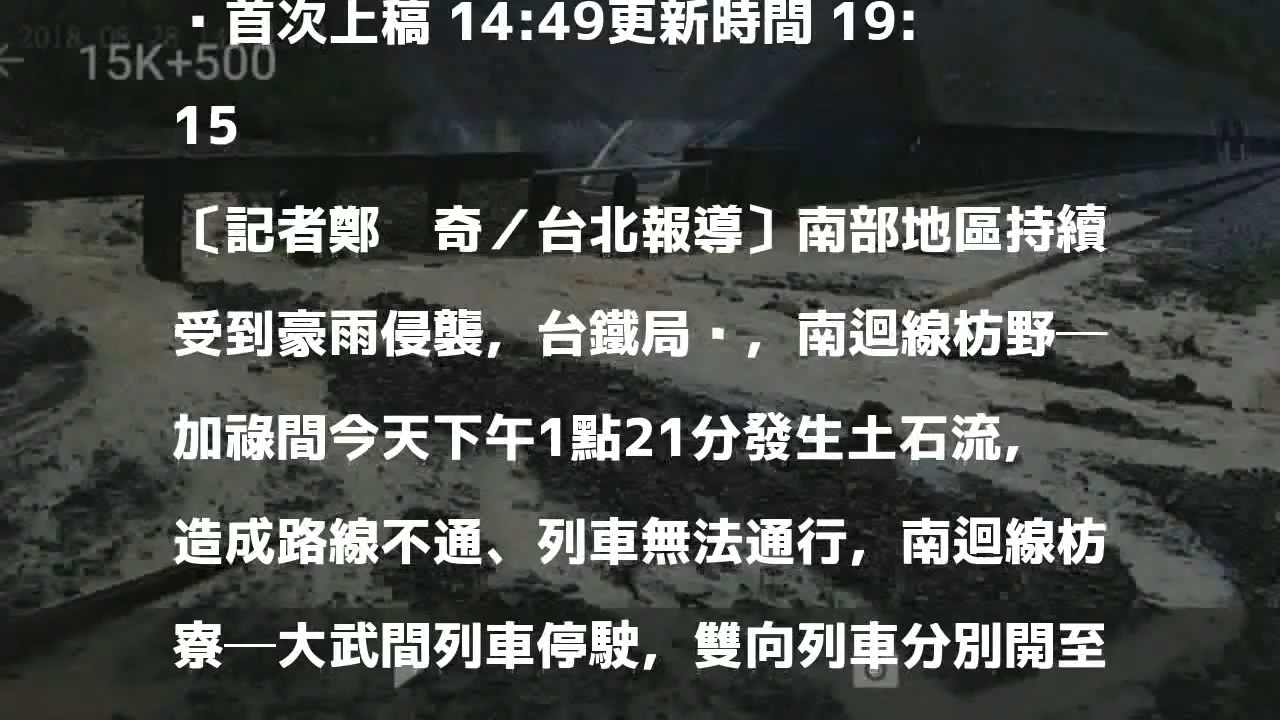 ▪首次上稿 14:49更新時間 19:
2018.08.28 14
15K+500
15
〔記者鄭　奇／台北報導〕南部地區持續
受到豪雨侵襲，台鐵局▪，南迴線枋野─
加祿間今天下午1點21分發生土石流，
造成路線不通、列車無法通行，南迴線枋
寮─大武間列車停駛，雙向列車分別開至